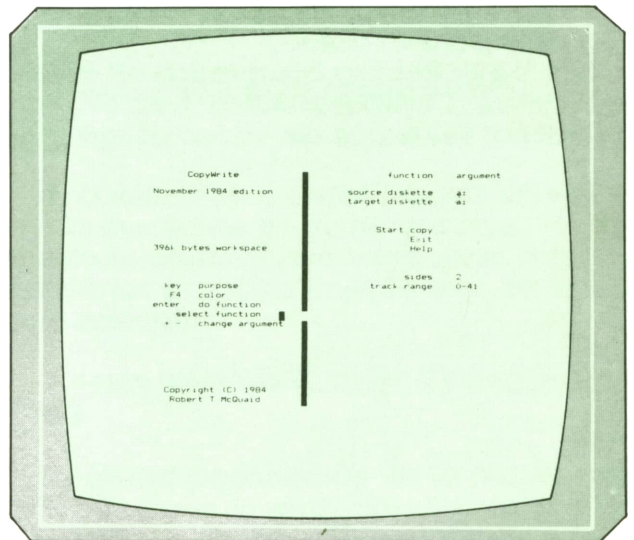 CopyWrite
November 1984 edition
396k bytes workspace
key purpose
F4 color
enter do function
select function
+ - change argument
Copyright (C) 1984
Robert T McQuaid
function argument
source diskette a:
target diskette a:
Start copy
Exit
Help
sides 2
track range 0-41